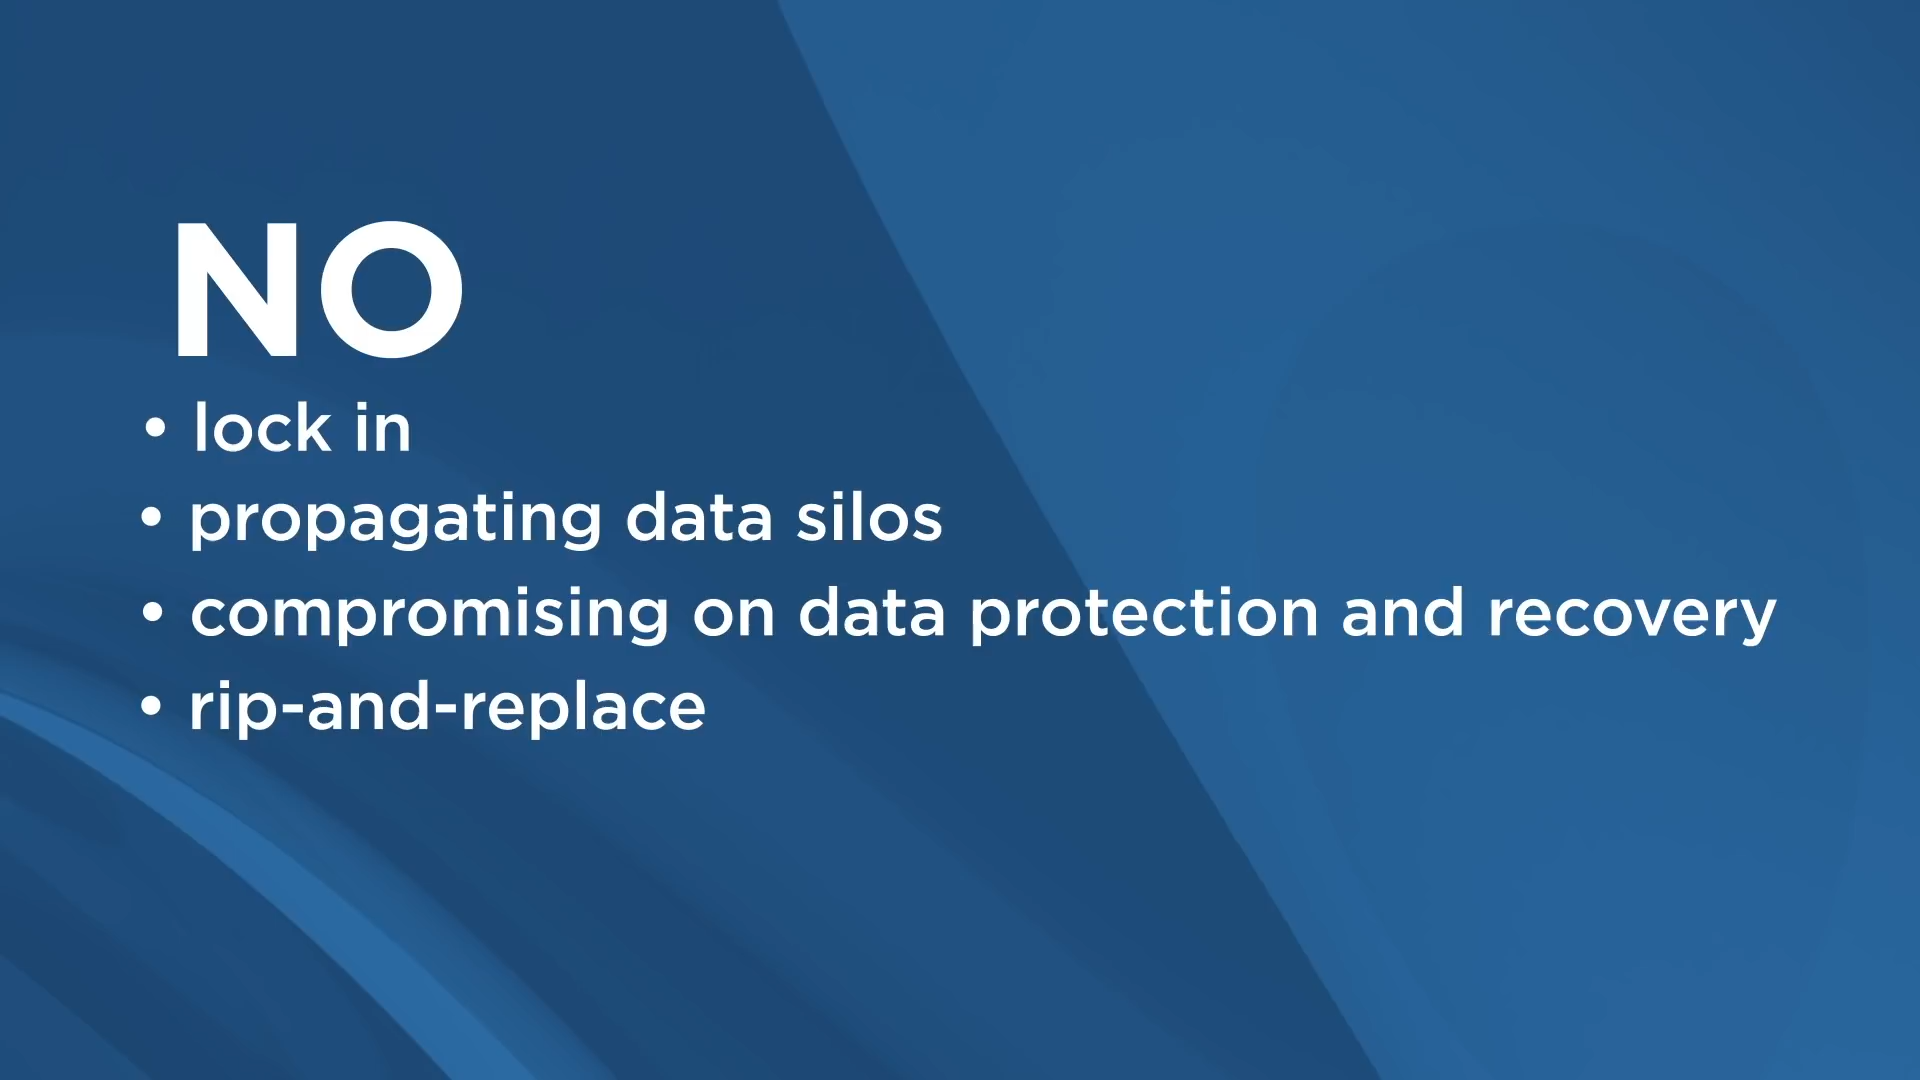 NO
• lock in
• propagating data silos
• compromising on data protection and recovery
• rip-and-replace